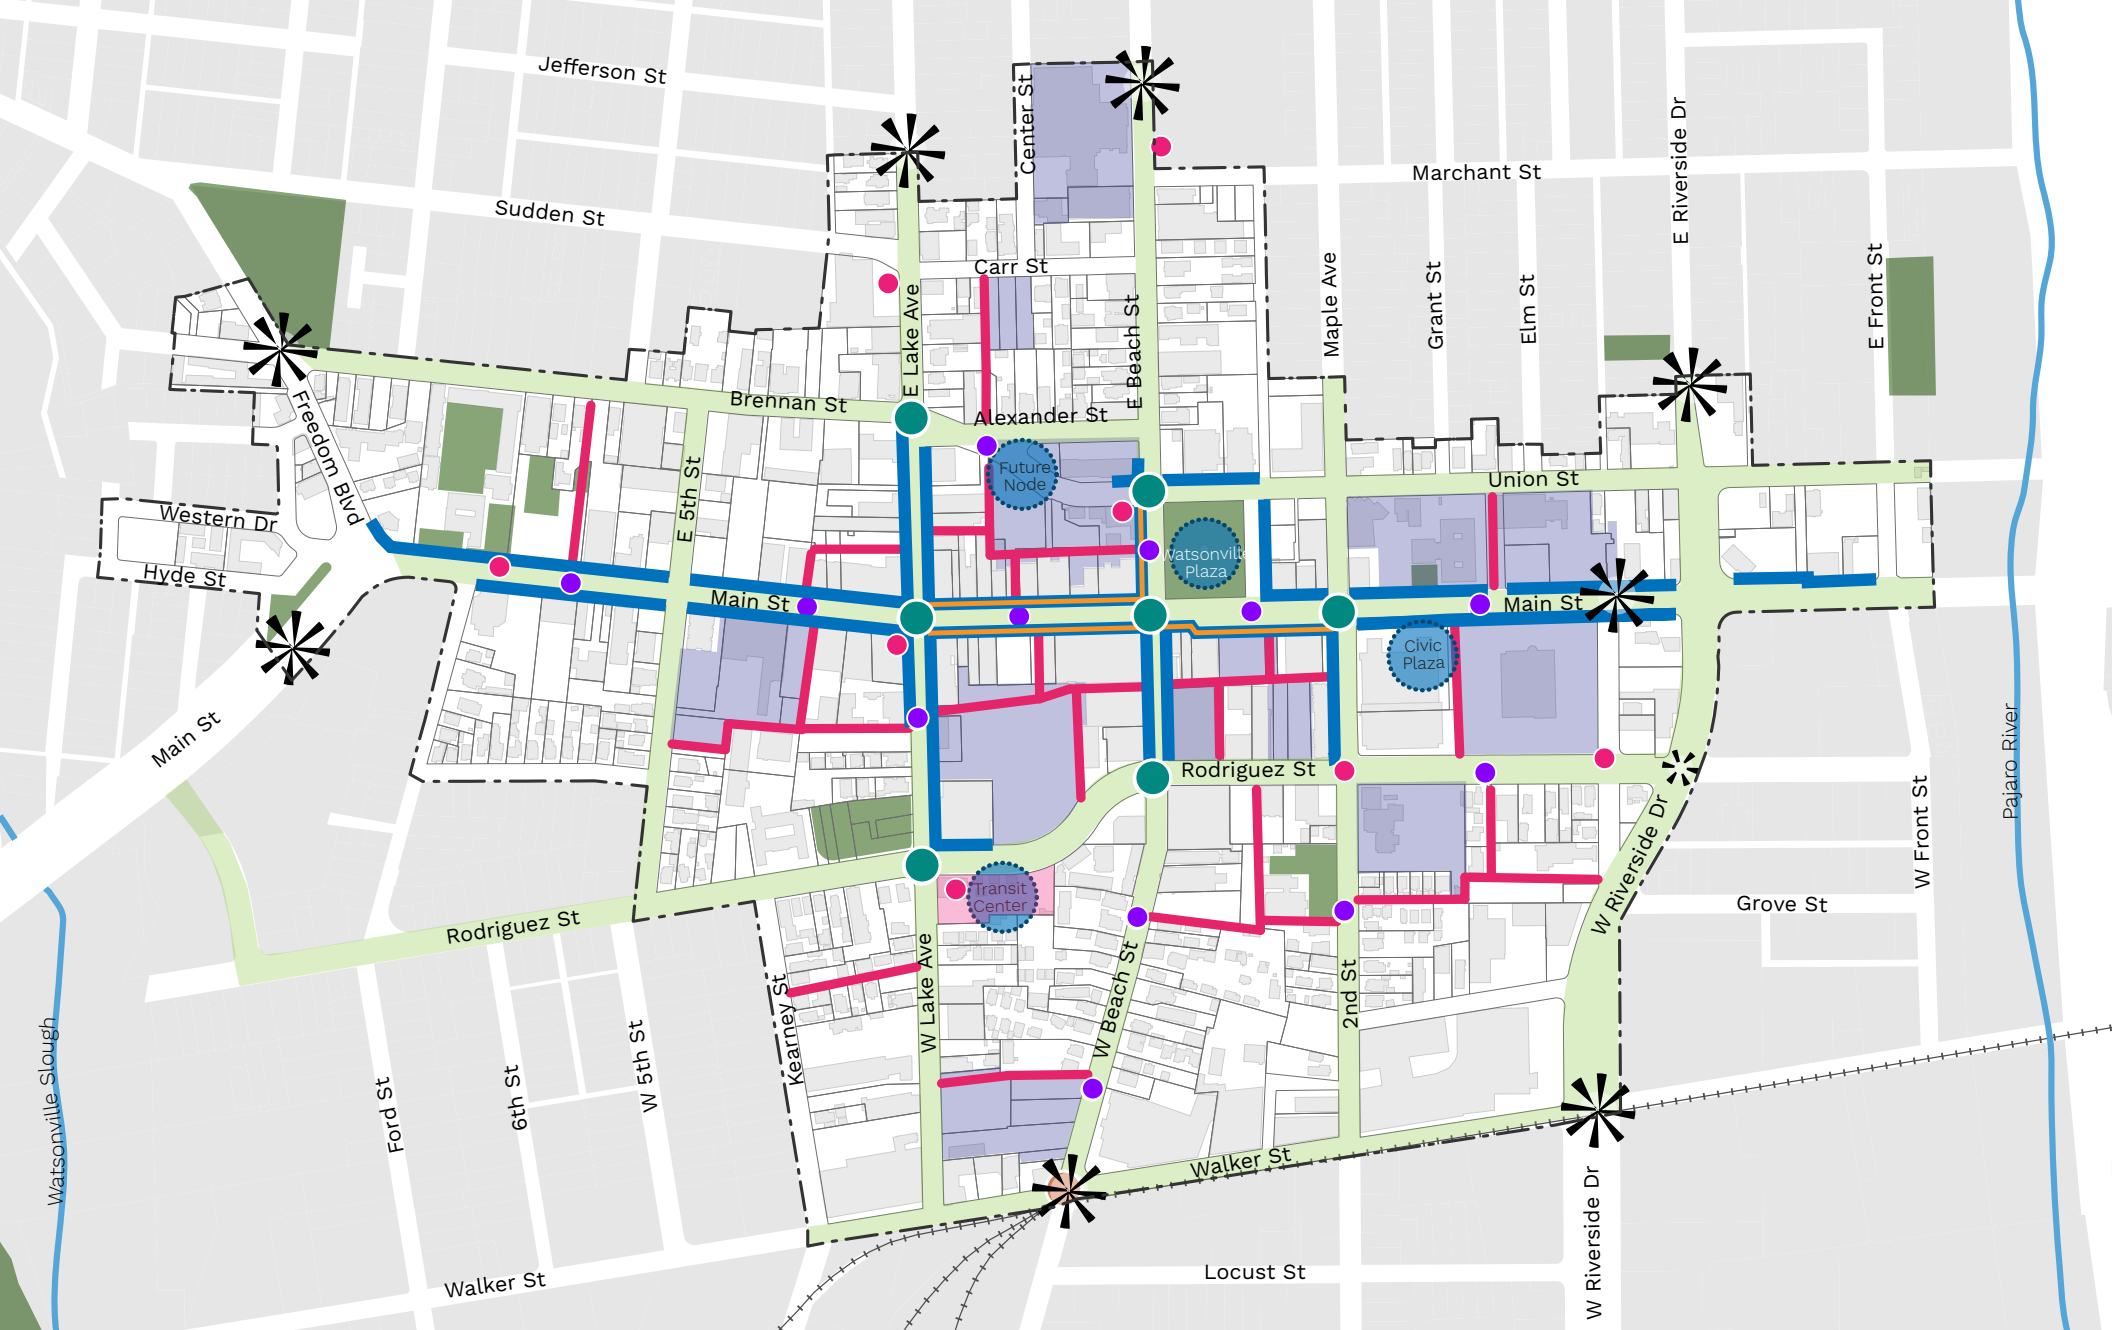 Jefferson St
Center St
Marchant St
E Riverside Dr
Sudden St
Carr St
E Lake Ave
E Beach St
Maple Ave
Grant St
Elm St
E Front St
Brennan St
Alexander St
Freedom Blvd
E 5th St
Future
Node
Union St
Western Dr
Watsonville
Plaza
Hyde St
Main St
Main St
Civic
Plaza
Main St
Rodriguez St
Pajaro River
W Front St
W Riverside Dr
Transit
Center
Grove St
Rodriguez St
Kearney St
W Lake Ave
W Beach St
2nd St
Watsonville Slough
Ford St
6th St
W 5th St
Walker St
W Riverside Dr
Walker St
Locust St